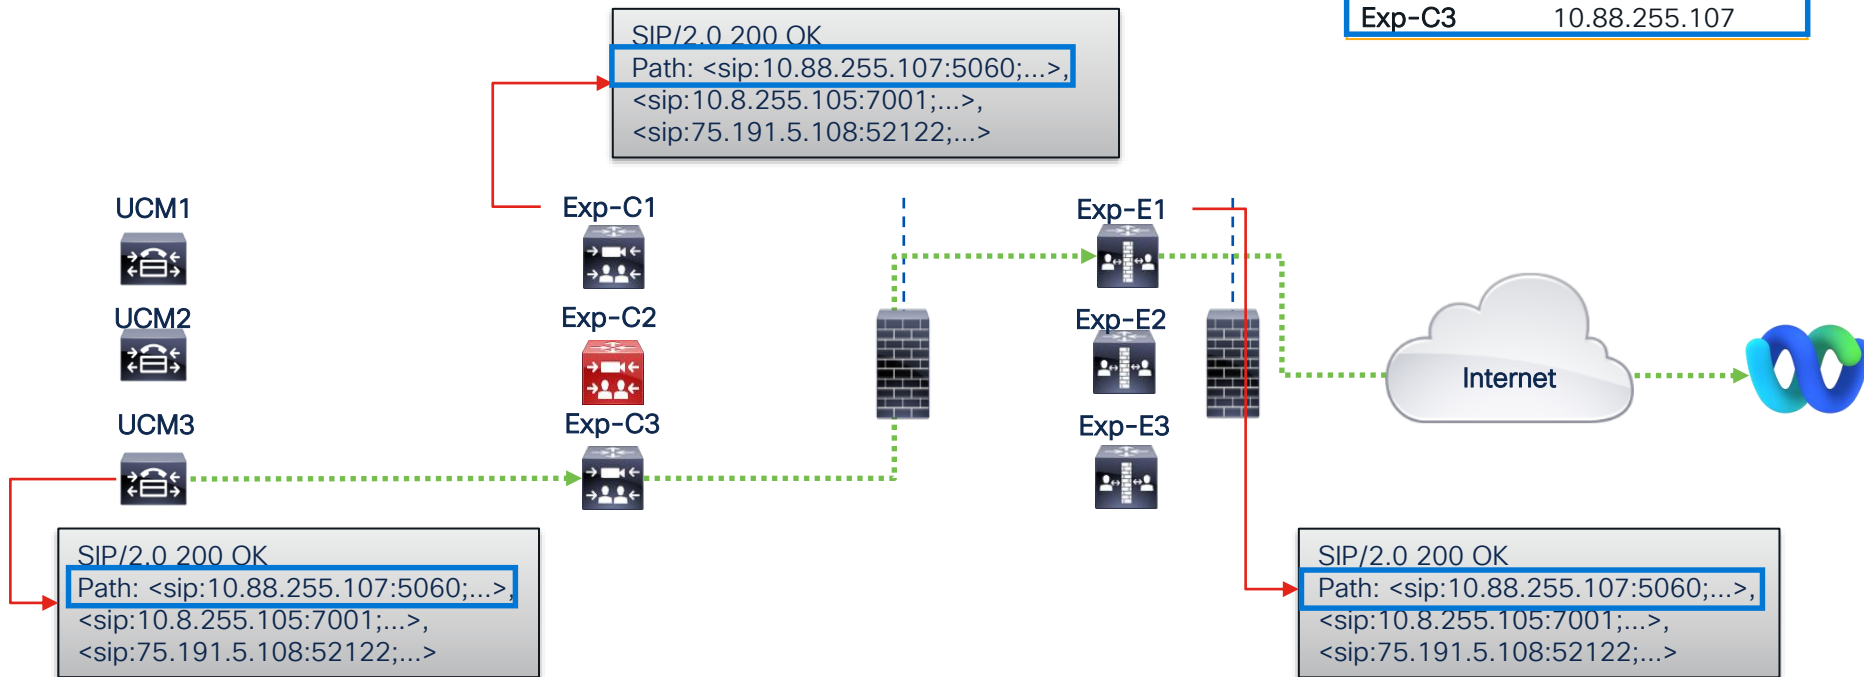 Exp-C3 10.88.255.107
SIP/2.0 200 OK
Path: <sip:10.88.255.107:5060;...>,
<sip:10.8.255.105:7001;...>,
<sip:75.191.5.108:52122;...>
UCM1
Exp-C1
Exp-E1
UCM2
Exp-C2
Exp-E2
Internet
UCM3
Exp-C3
Exp-E3
SIP/2.0 200 OK
Path: <sip:10.88.255.107:5060;...>,
<sip:10.8.255.105:7001;...>,
<sip:75.191.5.108:52122;...>
SIP/2.0 200 OK
Path: <sip:10.88.255.107:5060;...>,
<sip:10.8.255.105:7001;...>,
<sip:75.191.5.108:52122;...>